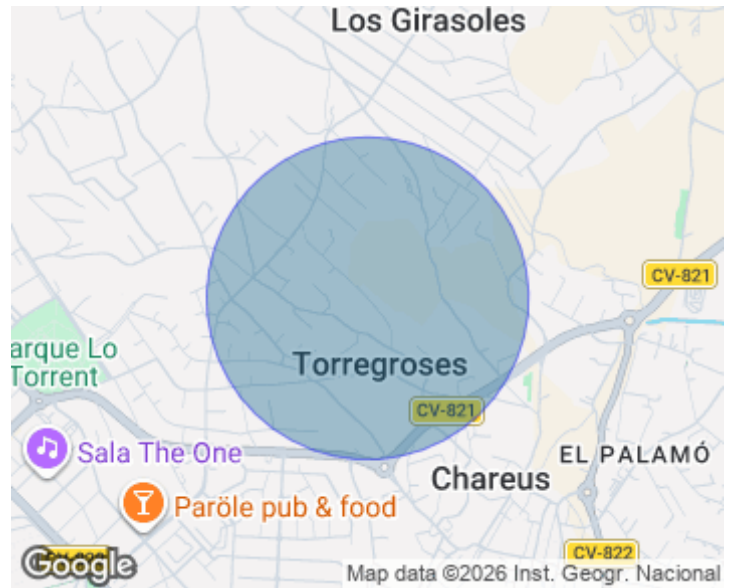 Los Girasoles
CV-821
arque Lo
Torrent
Torregroses
CV-821
Sala The One
EL PALAMÓ
Chareus
Paröle pub & food
CV-822
Google
Map data ©2026 Inst. Geogr. Nacional